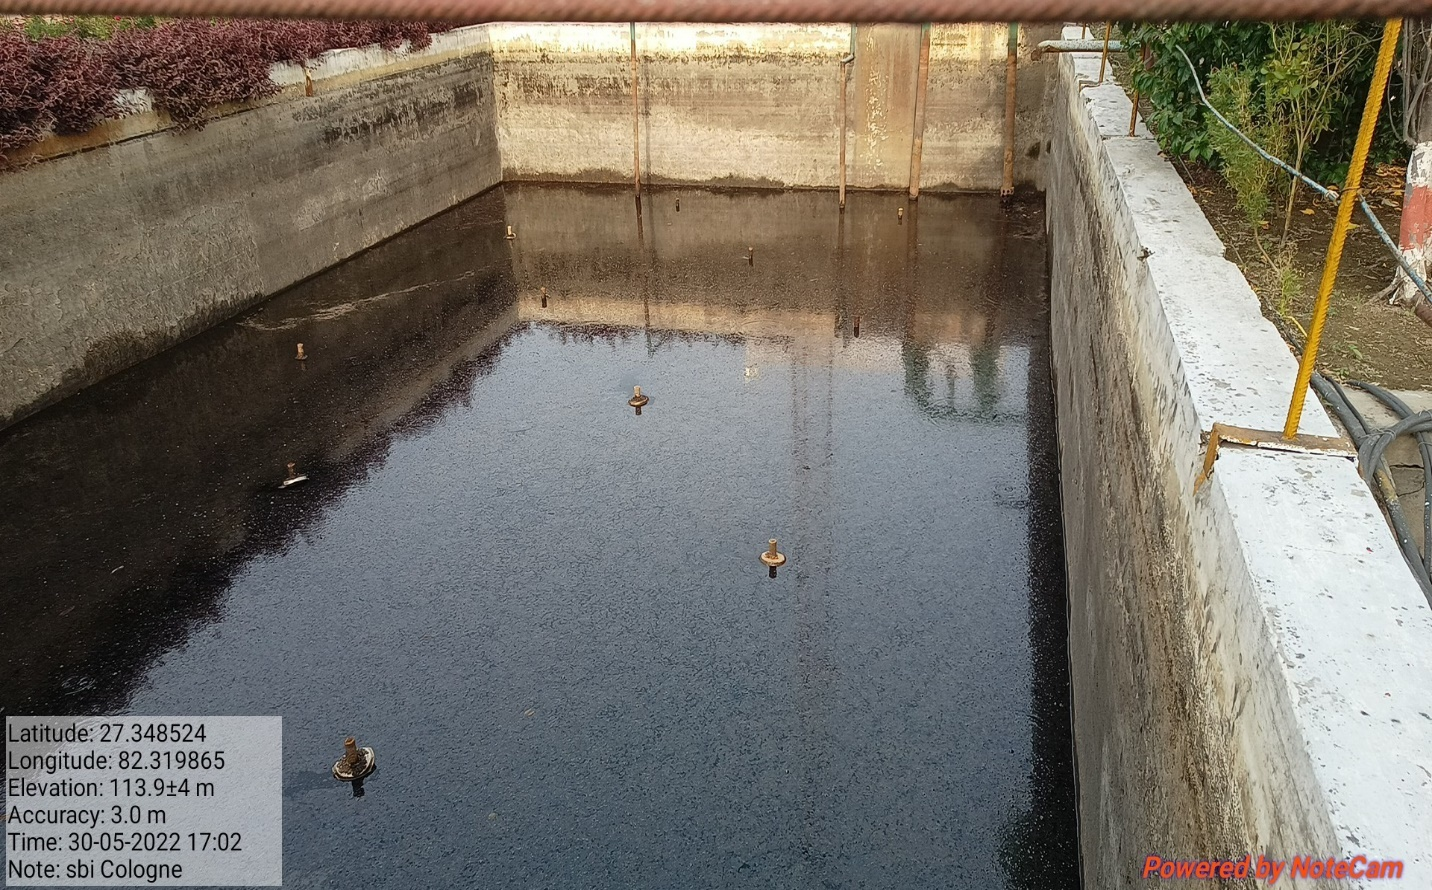 Latitude: 27.348524
Longitude: 82.319865
Elevation: 113.9±4 m
Accuracy: 3.0 m
Time: 30-05-2022 17:02
Note: sbi Cologne
Powered by NoteCam